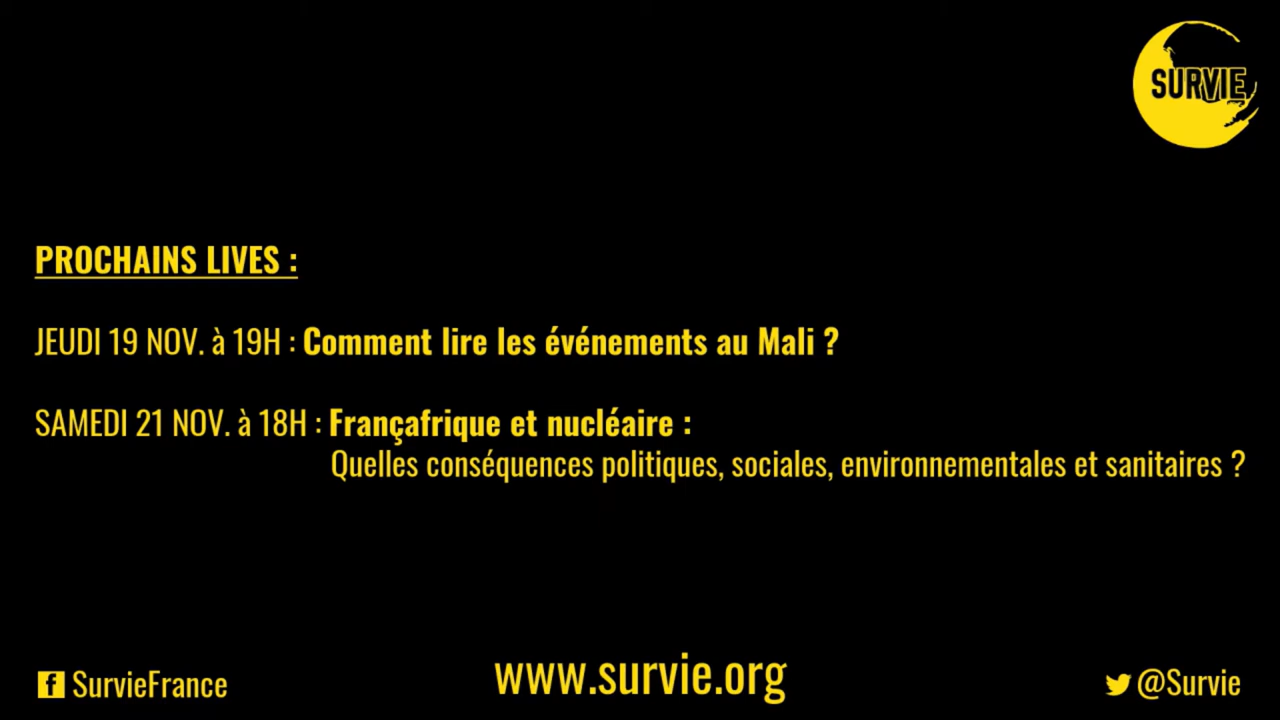 SURVIE
PROCHAINS LIVES :
JEUDI 19 NOV. à 19H : Comment lire les événements au Mali ?
SAMEDI 21 NOV. à 18H : Françafrique et nucléaire :
Quelles conséquences politiques, sociales, environnementales et sanitaires ?
f SurvieFrance
www.survie.org
@Survie